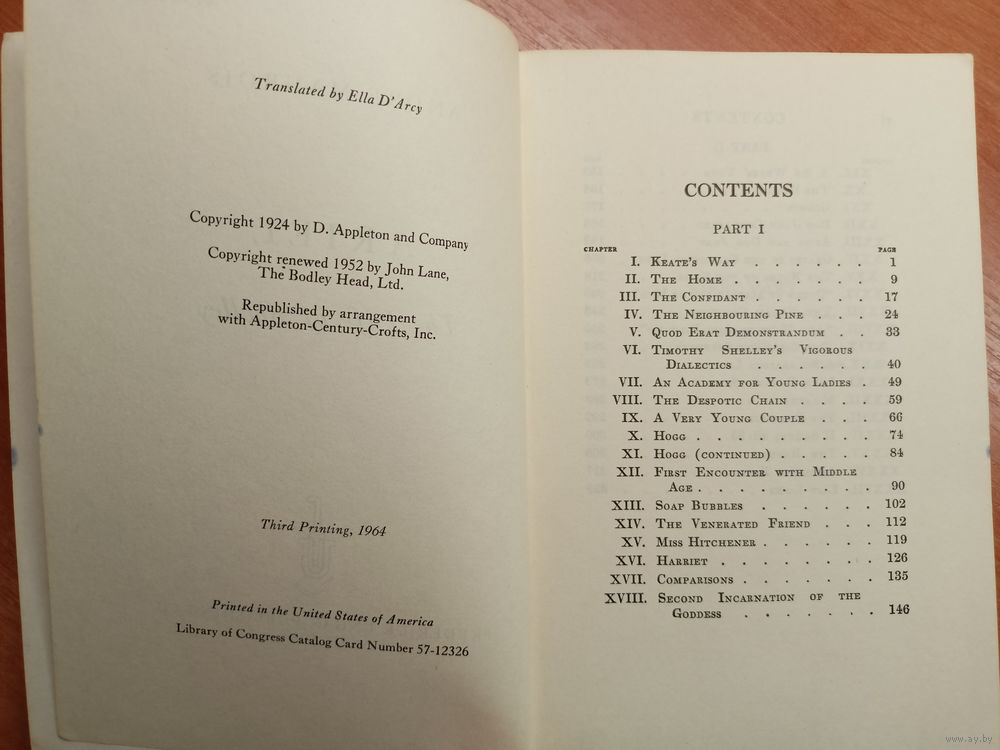 Translated by Ella D'Arcy
Copyright 1924 by D. Appleton and Company
Copyright renewed 1952 by John Lane,
The Bodley Head, Ltd.
Republished by arrangement
with Appleton-Century-Crofts, Inc.
Third Printing, 1964
Printed in the United States of America
Library of Congress Catalog Card Number 57-12326
CONTENTS
PART I
CHAPTER PAGE
I. KEATE'S WAY . . . . . . 1
II. THE HOME . . . . . . . 9
III. THE CONFIDANT . . . . . . 17
IV. THE NEIGHBOURING PINE . . . 24
V. QUOD ERAT DEMONSTRANDUM . . 33
VI. TIMOTHY SHELLEY'S VIGOROUS
DIALECTICS . . . . . . 40
VII. AN ACADEMY FOR YOUNG LADIES . 49
VIII. THE DESPOTIC CHAIN . . . . 59
IX. A VERY YOUNG COUPLE . . . 66
X. HOGG . . . . . . . . . 74
XI. HOGG (CONTINUED) . . . . . 84
XII. FIRST ENCOUNTER WITH MIDDLE
AGE . . . . . . . . . 90
XIII. SOAP BUBBLES . . . . . . 102
XIV. THE VENERATED FRIEND . . . 112
XV. MISS HITCHENER . . . . . . 119
XVI. HARRIET . . . . . . . . 126
XVII. COMPARISONS . . . . . . . 135
XVIII. SECOND INCARNATION OF THE
GODDESS . . . . . . . 146
www.ay.by